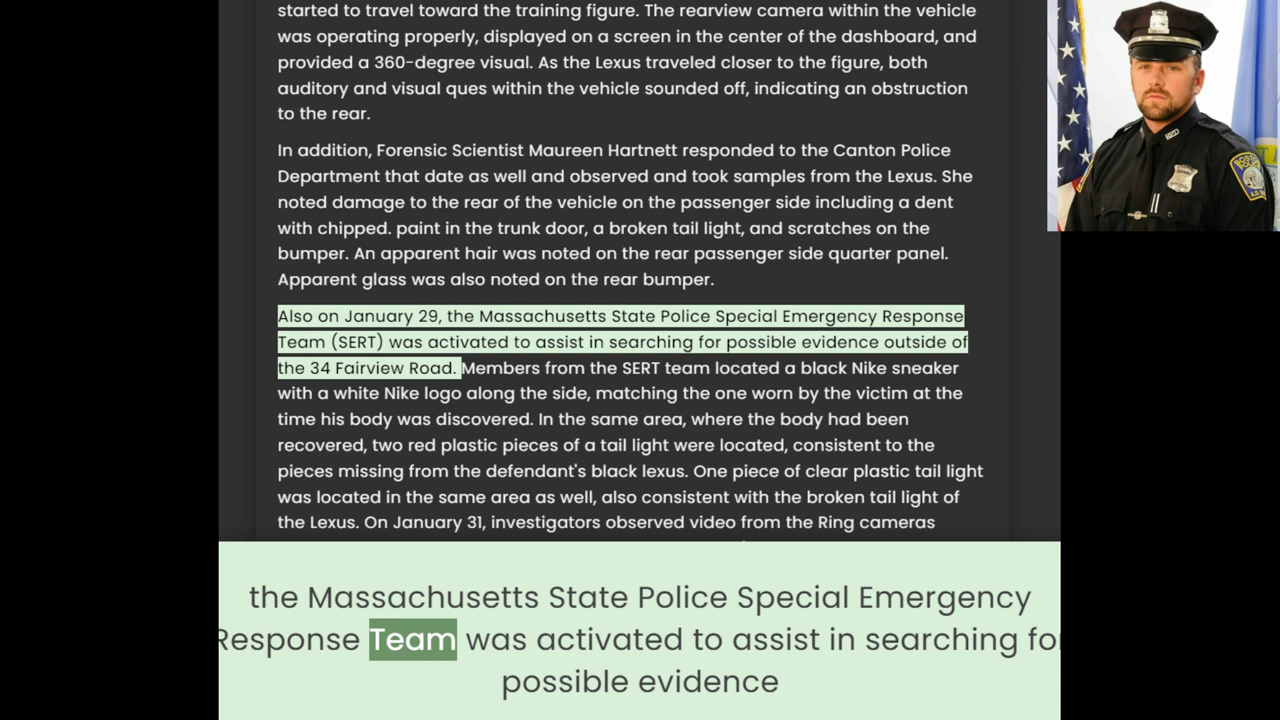 started to travel toward the training figure. The rearview camera within the vehicle
was operating properly, displayed on a screen in the center of the dashboard, and
provided a 360-degree visual. As the Lexus traveled closer to the figure, both
auditory and visual ques within the vehicle sounded off, indicating an obstruction
to the rear.
In addition, Forensic Scientist Maureen Hartnett responded to the Canton Police
Department that date as well and observed and took samples from the Lexus. She
noted damage to the rear of the vehicle on the passenger side including a dent
with chipped. paint in the trunk door, a broken tail light, and scratches on the
bumper. An apparent hair was noted on the rear passenger side quarter panel.
Apparent glass was also noted on the rear bumper.
Also on January 29, the Massachusetts State Police Special Emergency Response
Team (SERT) was activated to assist in searching for possible evidence outside of
the 34 Fairview Road. Members from the SERT team located a black Nike sneaker
with a white Nike logo along the side, matching the one worn by the victim at the
time his body was discovered. In the same area, where the body had been
recovered, two red plastic pieces of a tail light were located, consistent to the
pieces missing from the defendant's black lexus. One piece of clear plastic tail light
was located in the same area as well, also consistent with the broken tail light of
the Lexus. On January 31, investigators observed video from the Ring cameras
the Massachusetts State Police Special Emergency
Response Team was activated to assist in searching for
possible evidence